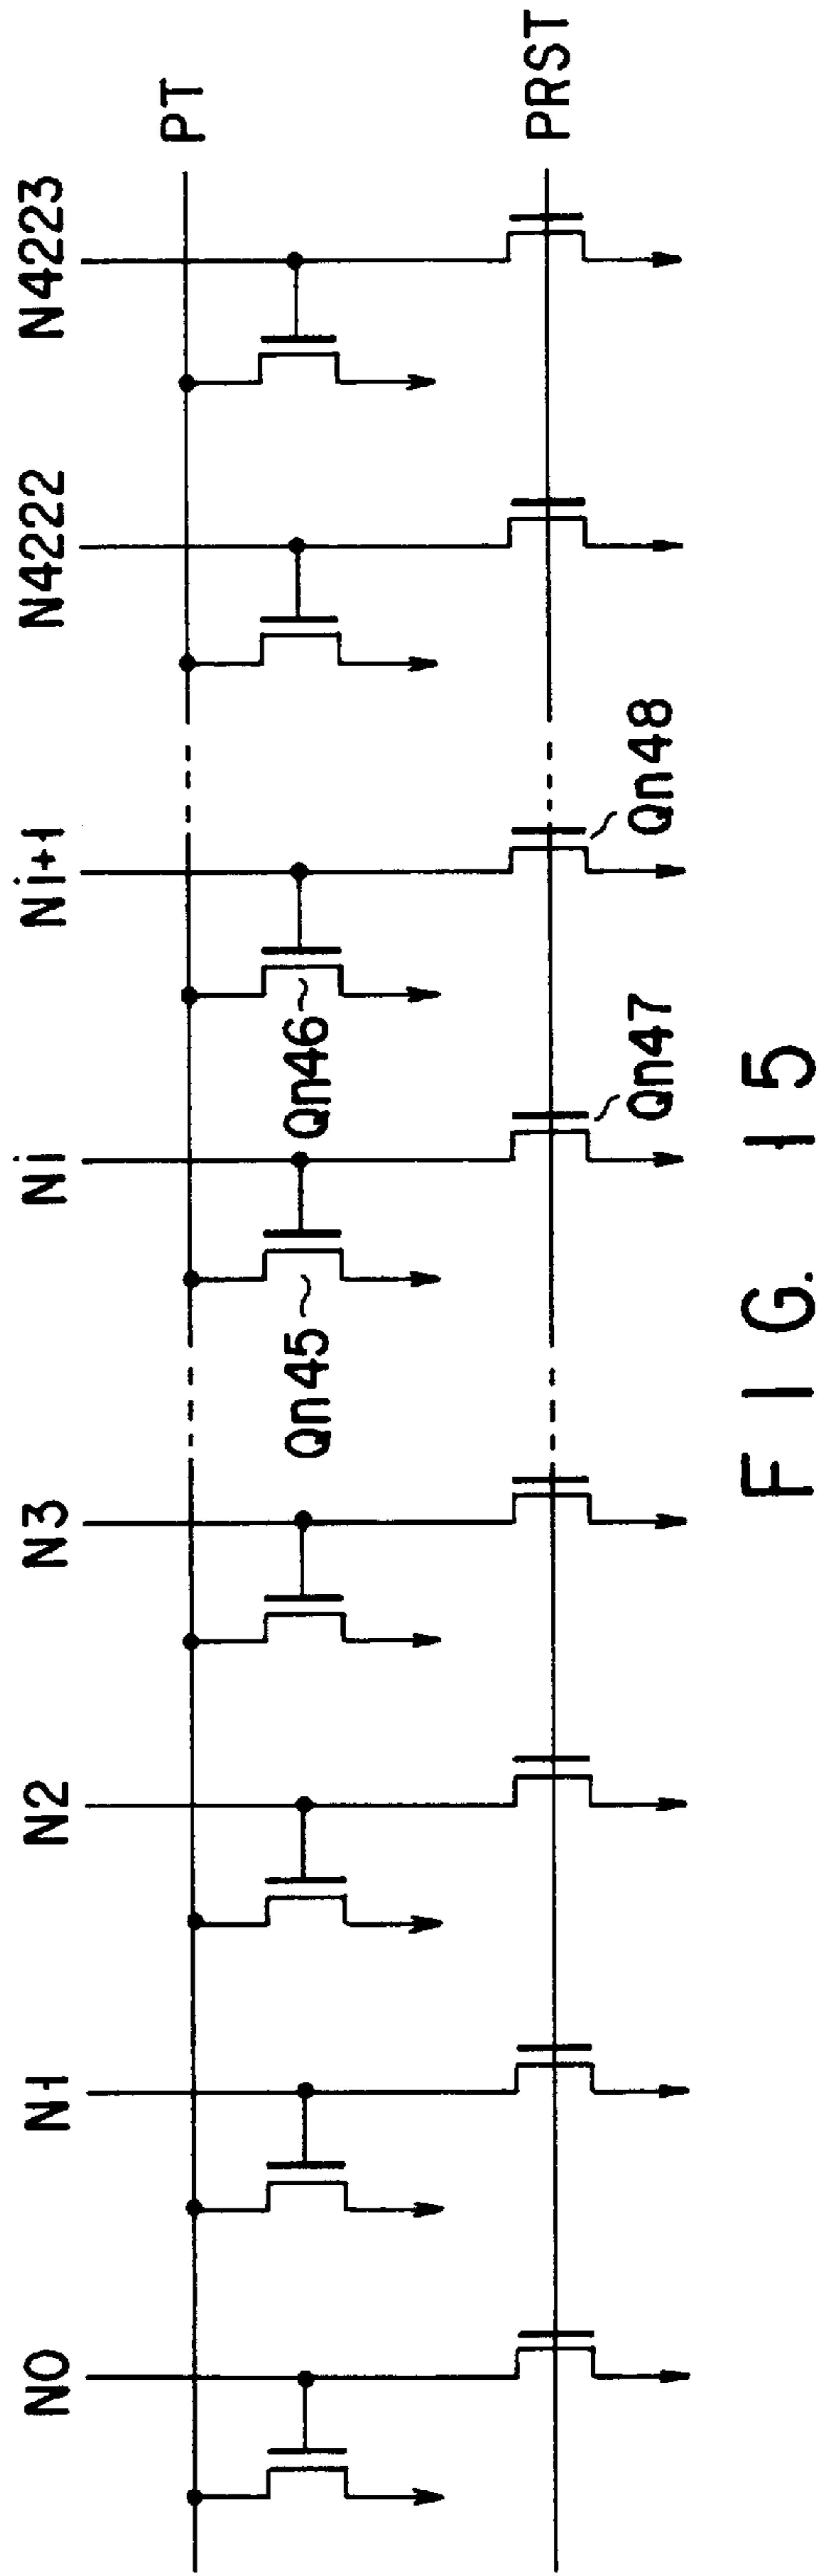 N0
N1
N2
N3
Ni
Ni+1
N4222
N4223
PT
Qn45
Qn46
Qn47
Qn48
PRST
FIG. 15